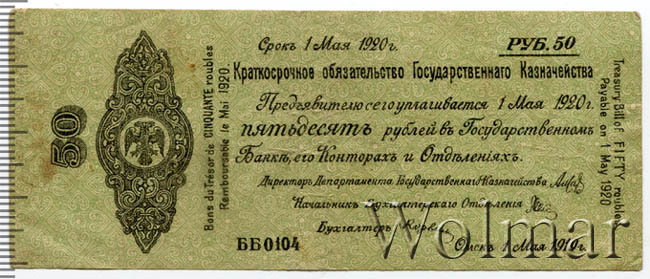 50
Bons du Trésor de CINQUANTE roubles
Remboursable le Mai 1920.
Срокъ 1 Мая 1920 г.
РУБ. 50
Краткосрочное обязательство Государственнаго Казначейства
Предъявителю сего уплачивается 1 Мая 1920 г.
пятьдесятъ рублей въ Государственномъ
Банкѣ, его Конторахъ и Отдѣленіяхъ.
Директоръ Департамента Государственнаго Казначейства
Начальникъ Бухгалтерскаго Отдѣленія
Бухгалтеръ
ББ0104
Омскъ 1 Мая 1919 г.
Treasury Bill of FIFTY roubles
Payable on 1 May 1920
Wolmar